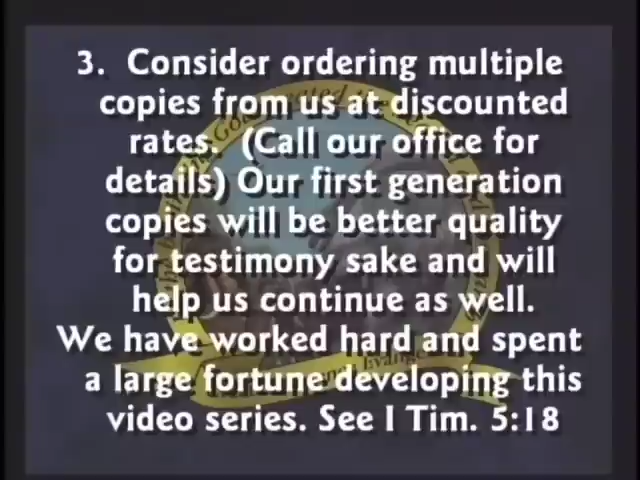 3. Consider ordering multiple
copies from us at discounted
rates. (Call our office for
details) Our first generation
copies will be better quality
for testimony sake and will
help us continue as well.
We have worked hard and spent
a large fortune developing this
video series. See I Tim. 5:18